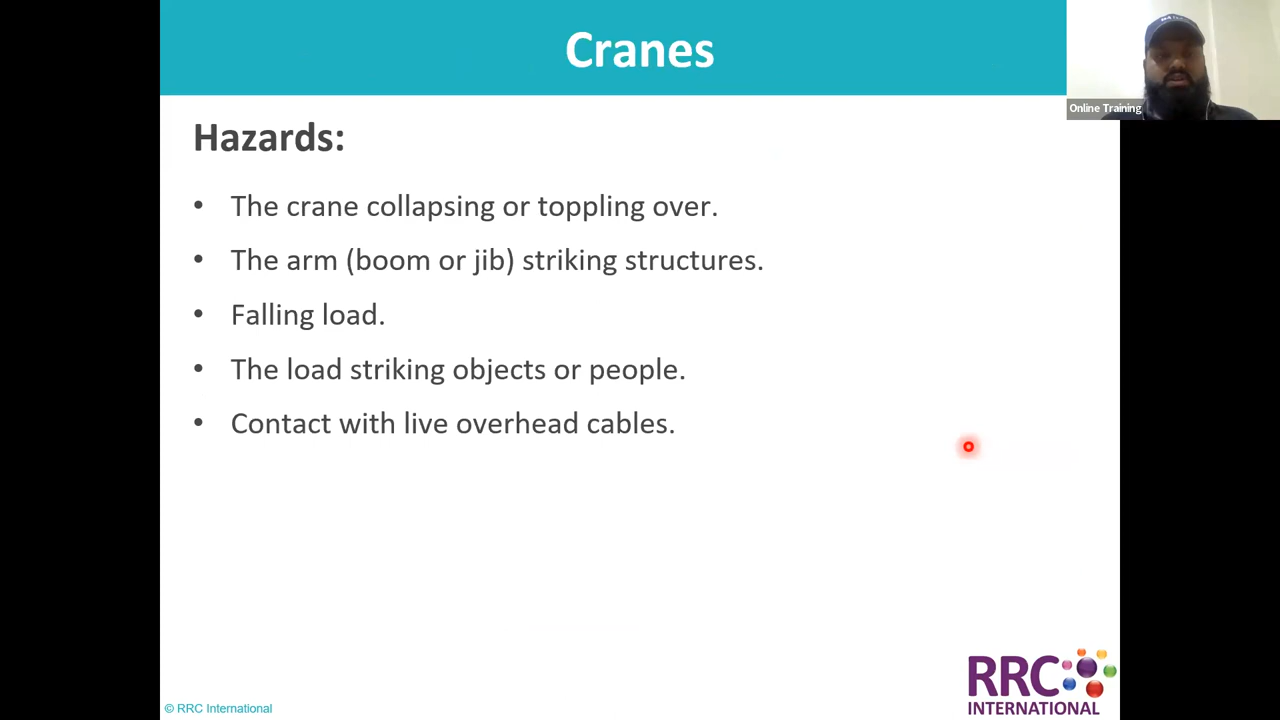 Cranes
Online Training
Hazards:
• The crane collapsing or toppling over.
• The arm (boom or jib) striking structures.
• Falling load.
• The load striking objects or people.
• Contact with live overhead cables.
RRC
INTERNATIONAL
© RRC International